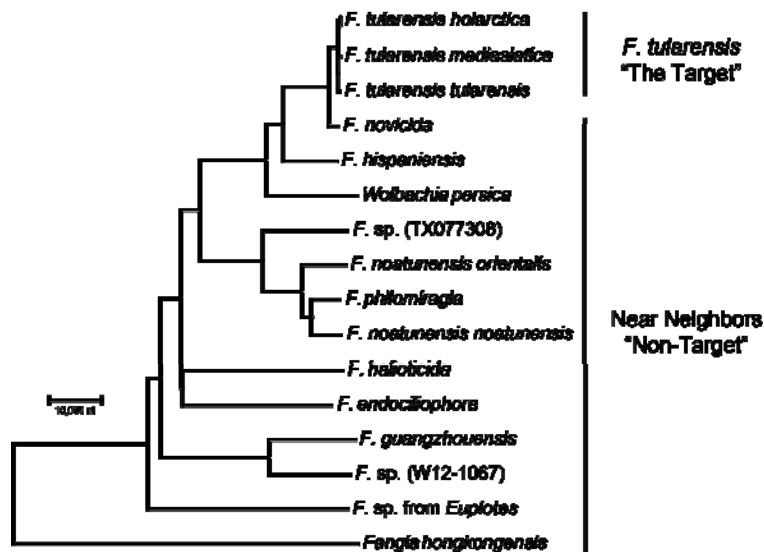 F. tularensis holarctica
F. tularensis mediasiatica
F. tularensis tularensis
F. novicida
F. hispaniensis
Wolbachia persica
F. sp. (TX077308)
F. noatunensis orientalis
F. philomiragia
F. noatunensis noatunensis
F. halioticida
F. endociliophora
F. guangzhouensis
F. sp. (W12-1067)
F. sp. from Euplotes
Fangia hongkongensis
F. tularensis
"The Target"
Near Neighbors
"Non-Target"